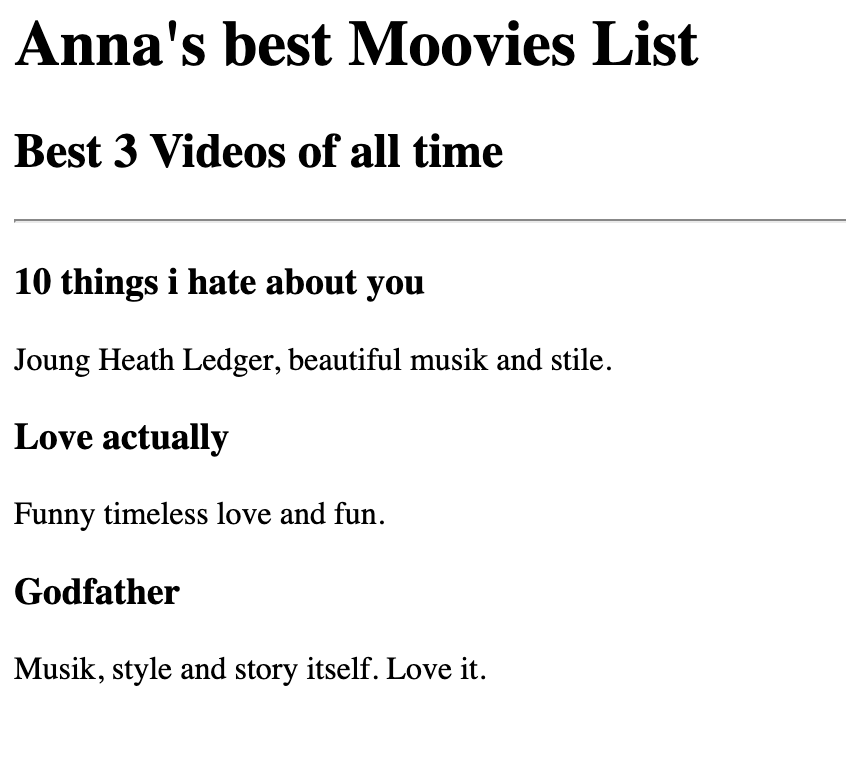 Anna's best Moovies List
Best 3 Videos of all time
10 things i hate about you
Joung Heath Ledger, beautiful musik and stile.
Love actually
Funny timeless love and fun.
Godfather
Musik, style and story itself. Love it.